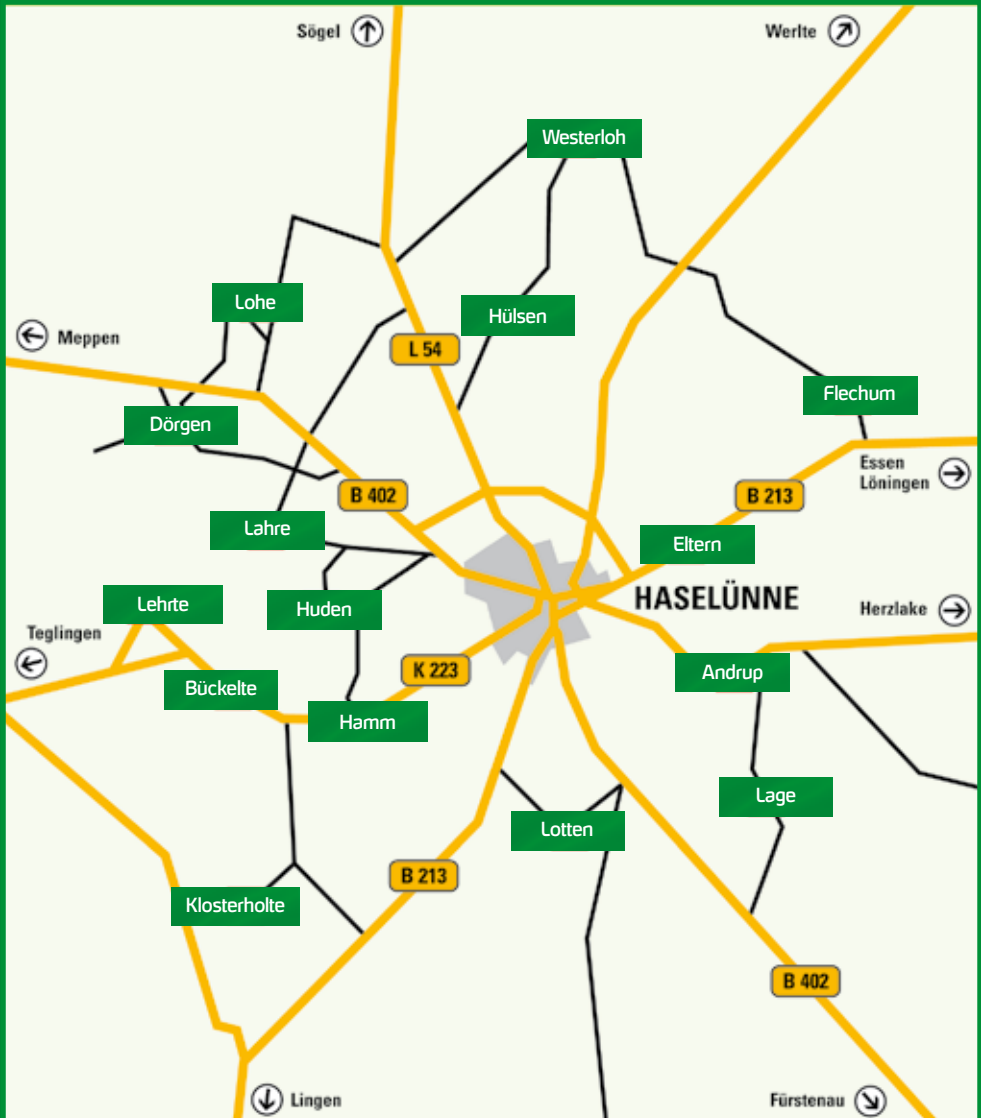 Sögel
Werlte
Westerloh
Lohe
Hülsen
Meppen
L 54
Flechum
Dörgen
Essen
Löningen
B 402
B 213
Lahre
Eltern
HASELÜNNE
Lehrte
Huden
Herzlake
Teglingen
K 223
Andrup
Bückelte
Hamm
Lage
Lotten
B 213
Klosterholte
B 402
Lingen
Fürstenau